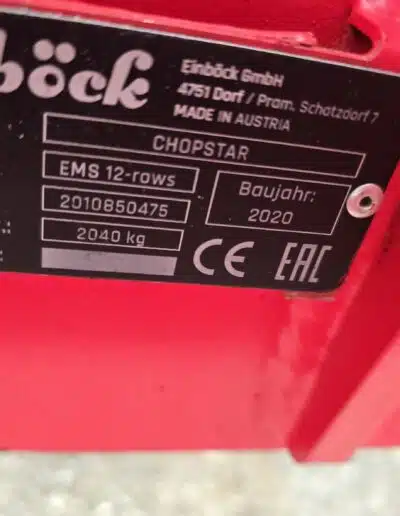 böck
Einböck GmbH
4751 Dorf / Pram, Schatzdorf 7
MADE IN AUSTRIA
CHOPSTAR
EMS 12-rows
Baujahr:
2010850475
2020
2040 kg
CE EAC